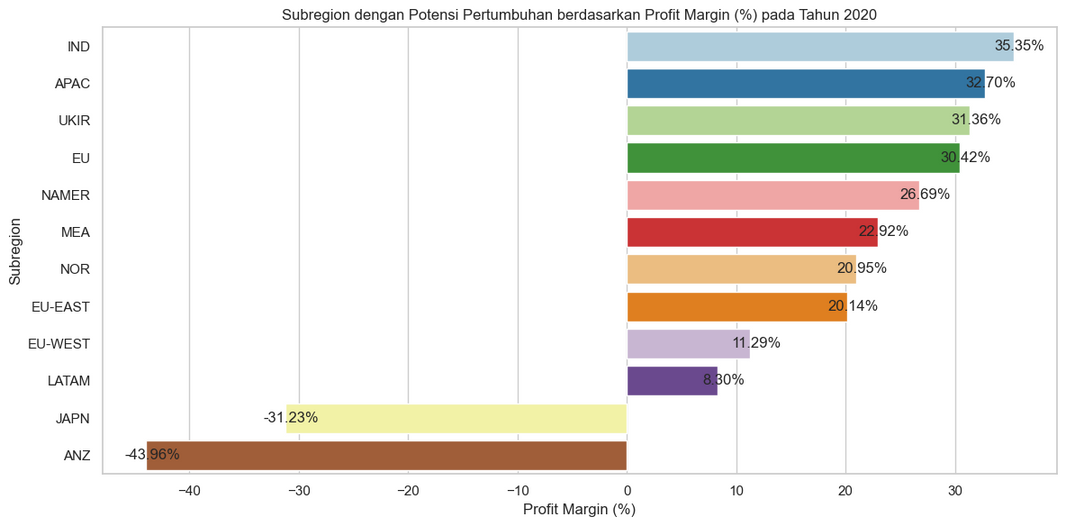 Subregion dengan Potensi Pertumbuhan berdasarkan Profit Margin (%) pada Tahun 2020
IND 35.35%
APAC 32.70%
UKIR 31.36%
EU 30.42%
NAMER 26.69%
MEA 22.92%
NOR 20.95%
EU-EAST 20.14%
EU-WEST 11.29%
LATAM 8.30%
JAPN -31.23%
ANZ -43.96%
Subregion
−40 −30 −20 −10 0 10 20 30
Profit Margin (%)